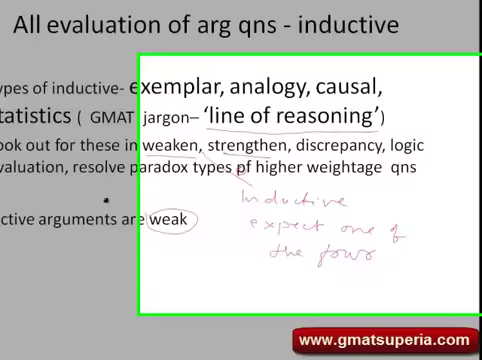 All evaluation of arg qns - inductive
ypes of inductive- exemplar, analogy, causal,
tatistics ( GMAT jargon– ‘line of reasoning’)
ook out for these in weaken, strengthen, discrepancy, logic
valuation, resolve paradox types of higher weightage qns
Inductive
ctive arguments are weak
expect one of
the four
www.gmatsuperia.com